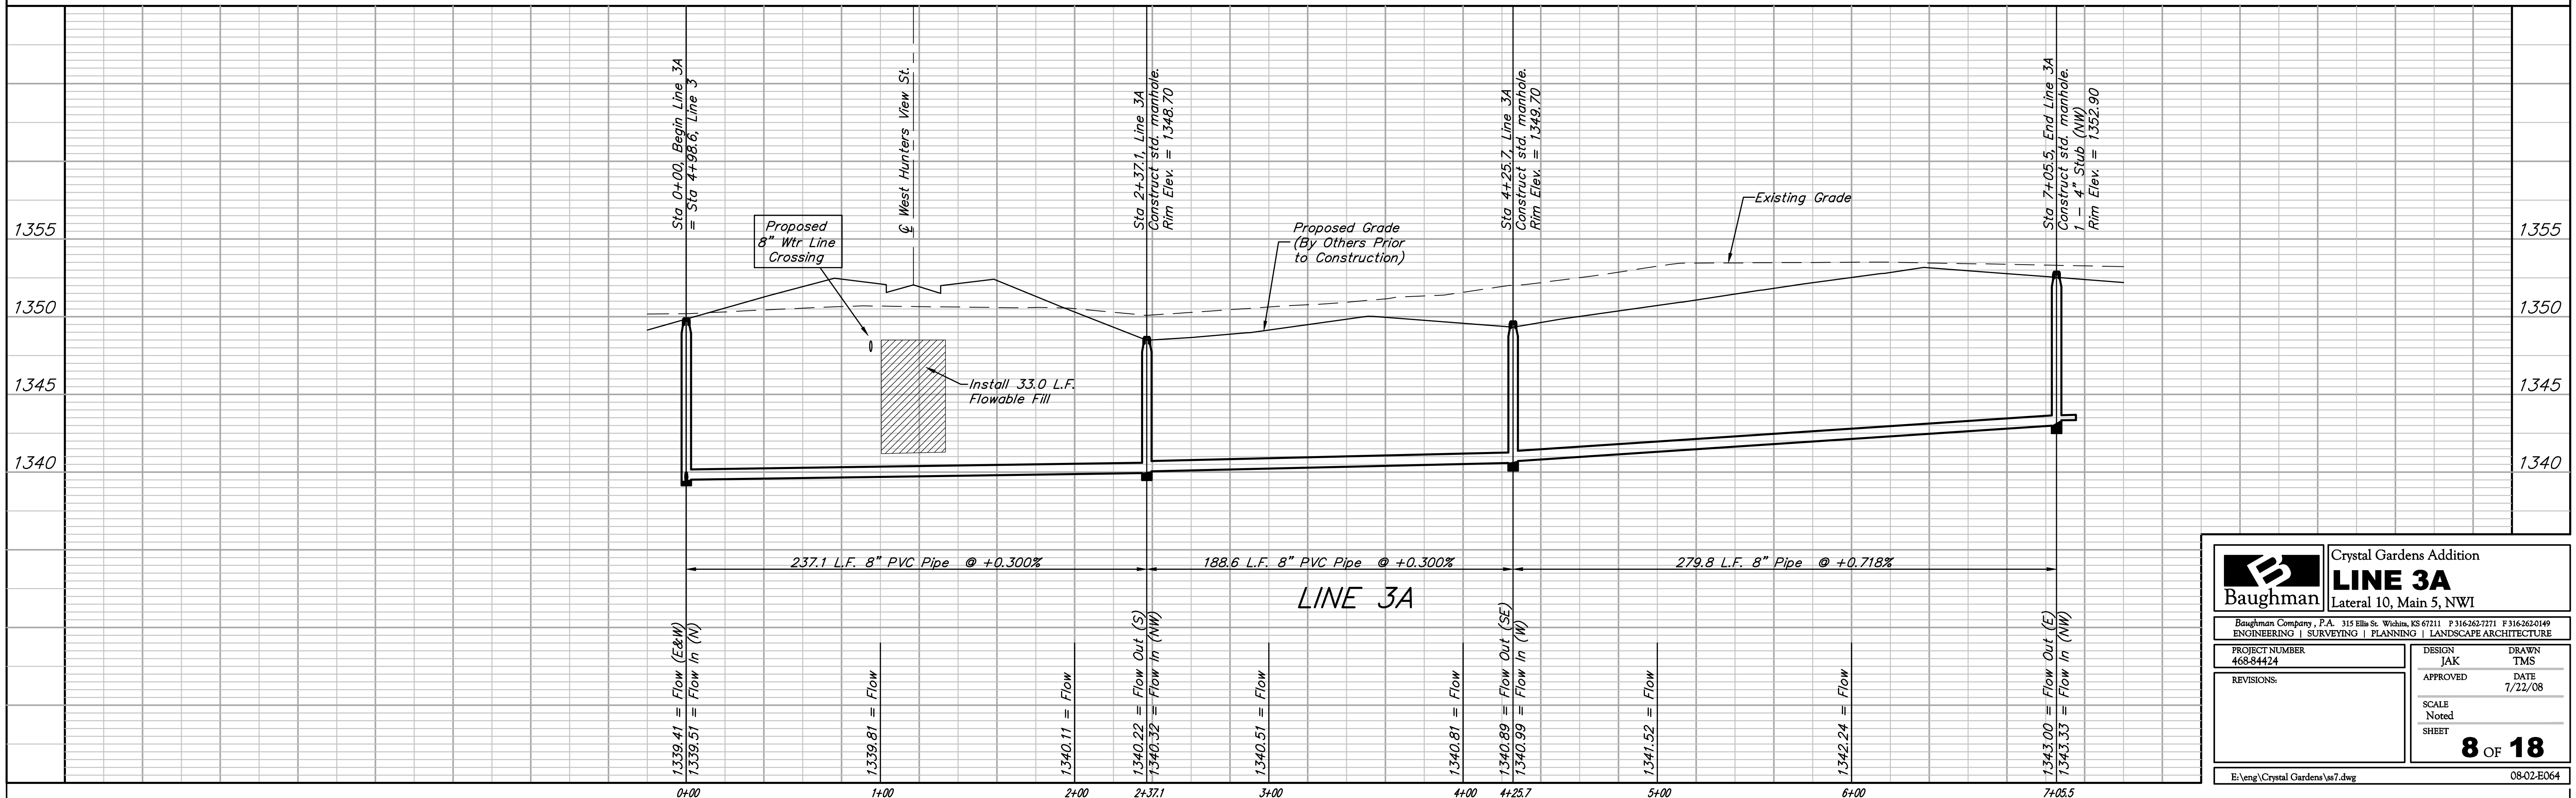 Sta 0+00, Begin Line 3A
= Sta 4+98.6, Line 3
℄ West Hunters View St.
Sta 2+37.1, Line 3A
Construct std. manhole.
Rim Elev. = 1348.70
Sta 4+25.7, Line 3A
Construct std. manhole.
Rim Elev. = 1349.70
Sta 7+05.5, End Line 3A
Construct std. manhole.
1 - 4" Stub (NW)
Rim Elev. = 1352.90
1355
1350
1345
1340
Proposed
8" Wtr Line
Crossing
Install 33.0 L.F.
Flowable Fill
Proposed Grade
(By Others Prior
to Construction)
Existing Grade
1355
1350
1345
1340
237.1 L.F. 8" PVC Pipe @ +0.300%
188.6 L.F. 8" PVC Pipe @ +0.300%
279.8 L.F. 8" Pipe @ +0.718%
LINE 3A
1339.41 = Flow (E&W)
1339.51 = Flow In (N)
1339.81 = Flow
1340.11 = Flow
1340.22 = Flow Out (S)
1340.32 = Flow In (NW)
1340.51 = Flow
1340.81 = Flow
1340.89 = Flow Out (SE)
1340.99 = Flow In (W)
1341.52 = Flow
1342.24 = Flow
1343.00 = Flow Out (E)
1343.33 = Flow In (NW)
0+00
1+00
2+00
2+37.1
3+00
4+00
4+25.7
5+00
6+00
7+05.5
B
Baughman
Crystal Gardens Addition
LINE 3A
Lateral 10, Main 5, NWI
Baughman Company, P.A. 315 Ellis St. Wichita, KS 67211 P 316-262-7271 F 316-262-0149
ENGINEERING | SURVEYING | PLANNING | LANDSCAPE ARCHITECTURE
PROJECT NUMBER
468-84424
REVISIONS:
DESIGN
JAK
DRAWN
TMS
APPROVED
DATE
7/22/08
SCALE
Noted
SHEET
8 OF 18
E:\eng\Crystal Gardens\ss7.dwg
08-02-E064